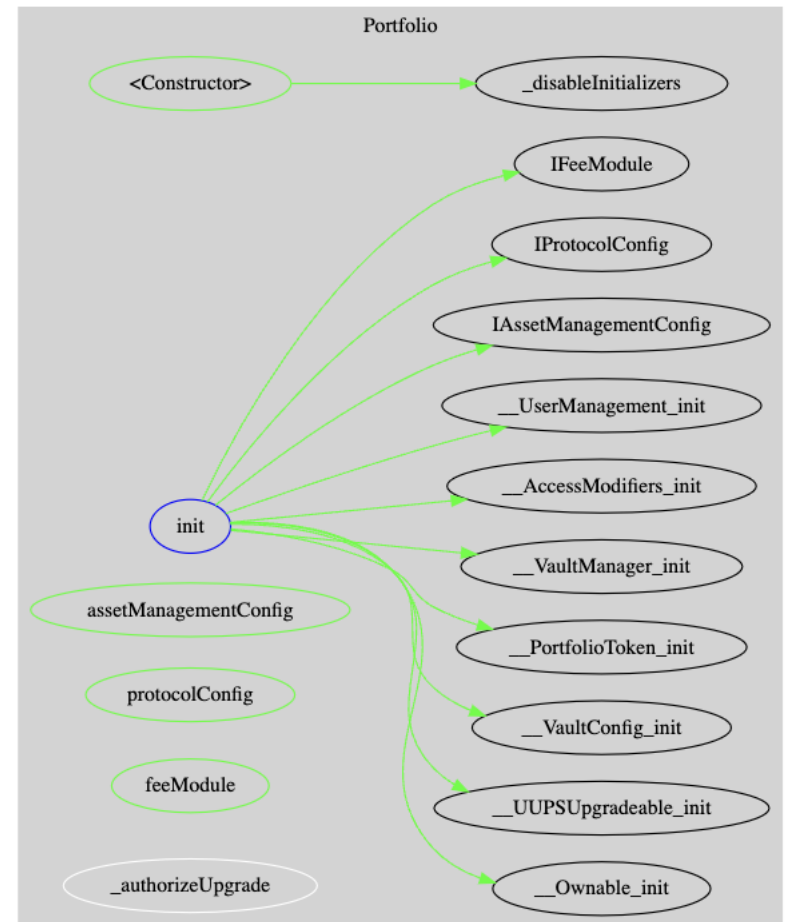 Portfolio
<Constructor>
_disableInitializers
IFeeModule
IProtocolConfig
IAssetManagementConfig
__UserManagement_init
__AccessModifiers_init
init
__VaultManager_init
assetManagementConfig
__PortfolioToken_init
protocolConfig
__VaultConfig_init
feeModule
__UUPSUpgradeable_init
_authorizeUpgrade
__Ownable_init